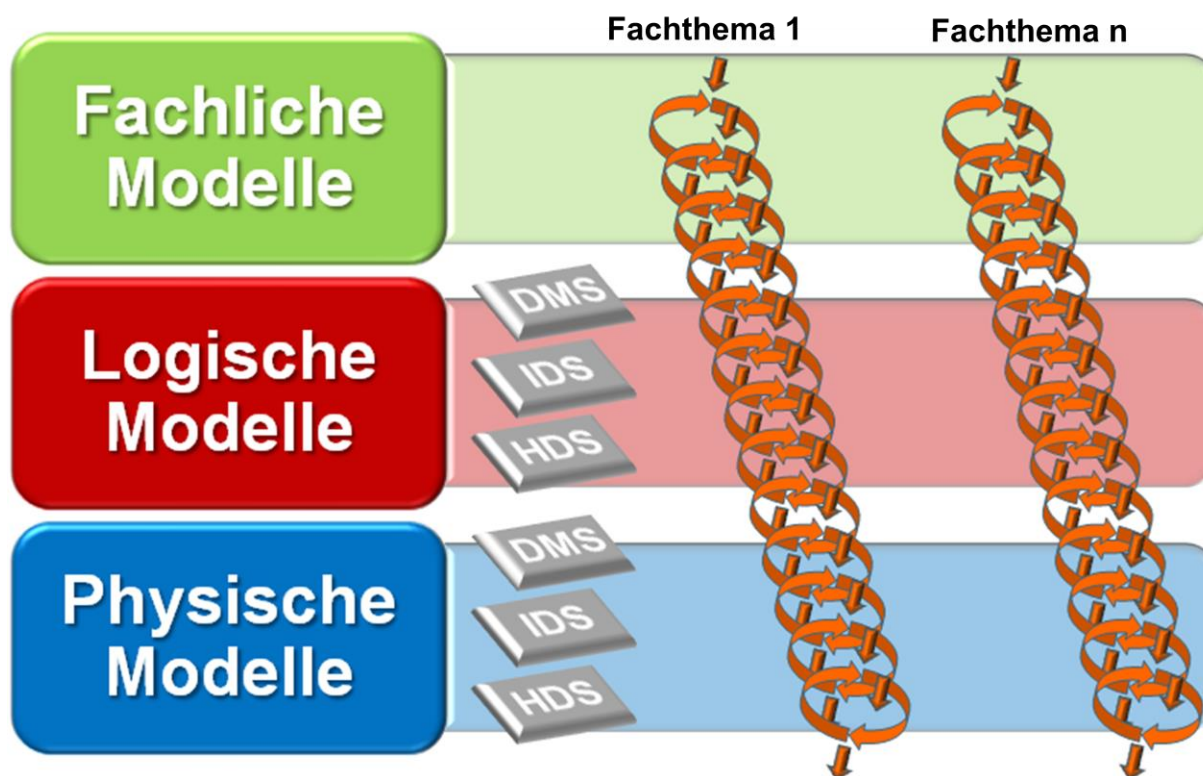 Fachthema 1
Fachthema n
Fachliche
Modelle
DMS
Logische
Modelle
IDS
HDS
DMS
Physische
Modelle
IDS
HDS